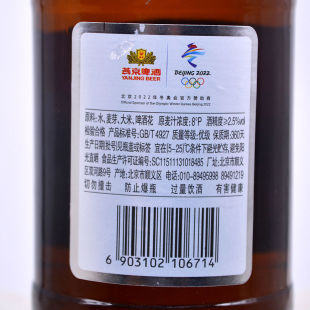 燕京啤酒
YANJING BEER
BEIJING 2022
北京2022年冬奥会官方赞助商
Official Sponsor of the Olympic Winter Games Beijing 2022
原料:水、麦芽、大米、啤酒花 原麦汁浓度:8°P 酒精度≥2.5%vol
检验合格 产品标准号:GB/T4927 质量等级:优级 保质期:360天
生产日期(批号)见瓶盖或标签 宜在5-25℃条件下避光贮存,避免阳
光直晒 食品生产许可证编号:SC11511131018485 厂址:北京市顺义
区双河路9号 产地:北京市顺义区 电话:010-89495998 89491219
切勿撞击 防止爆瓶 过量饮酒 有害健康
6 903102 106714